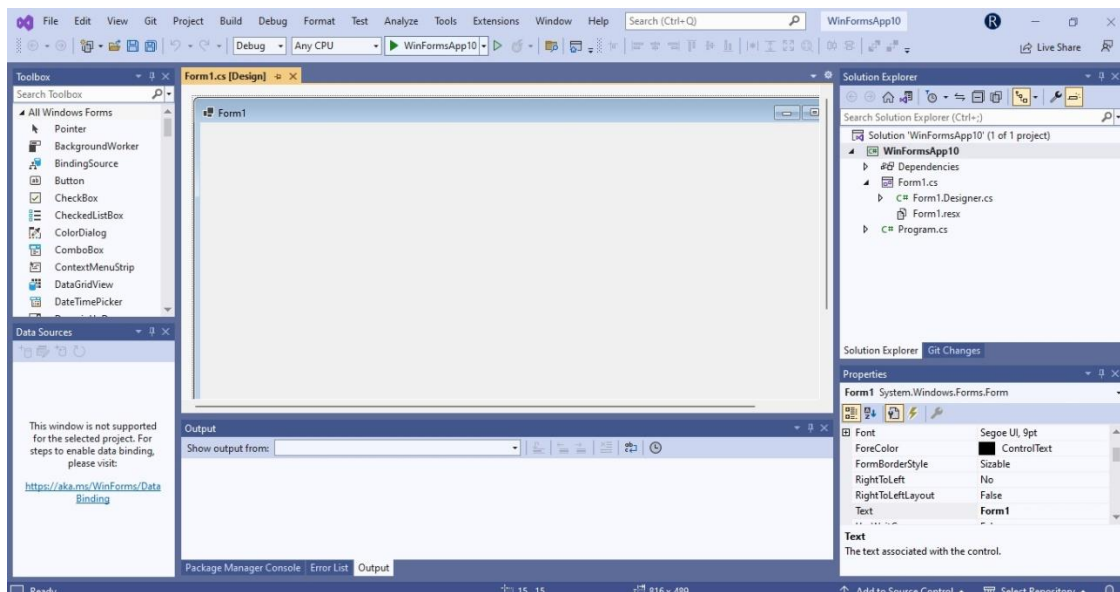 File Edit View Git Project Build Debug Format Test Analyze Tools Extensions Window Help Search (Ctrl+Q) WinFormsApp10 R
Debug Any CPU WinFormsApp10 Live Share
Toolbox
Search Toolbox
All Windows Forms
Pointer
BackgroundWorker
BindingSource
Button
CheckBox
CheckedListBox
ColorDialog
ComboBox
ContextMenuStrip
DataGridView
DateTimePicker
Data Sources
This window is not supported
for the selected project. For
steps to enable data binding,
please visit:
https://aka.ms/WinForms/Data
Binding
Form1.cs [Design]
Form1
Output
Show output from:
Package Manager Console Error List Output
Solution Explorer
Search Solution Explorer (Ctrl+;)
Solution 'WinFormsApp10' (1 of 1 project)
C# WinFormsApp10
Dependencies
Form1.cs
C# Form1.Designer.cs
Form1.resx
C# Program.cs
Solution Explorer Git Changes
Properties
Form1 System.Windows.Forms.Form
Font Segoe UI, 9pt
ForeColor ControlText
FormBorderStyle Sizable
RightToLeft No
RightToLeftLayout False
Text Form1
Text
The text associated with the control.
Ready 15, 15 816 x 489 Add to Source Control Select Repository